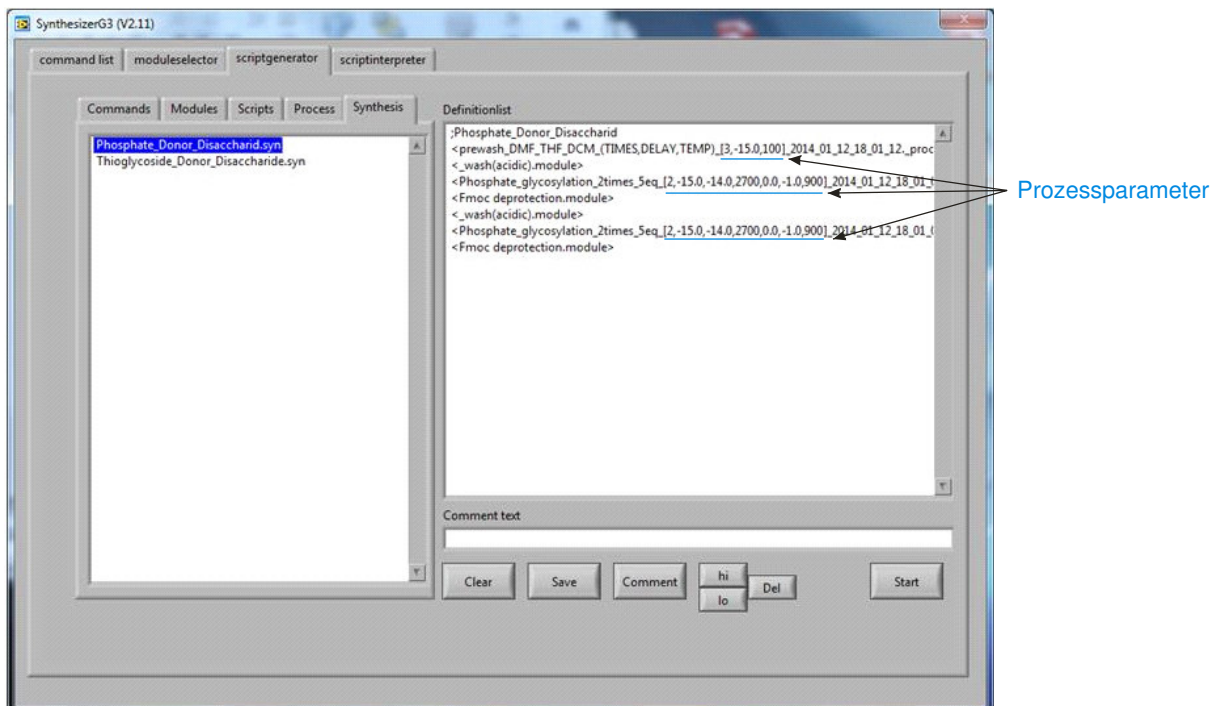 SynthesizerG3 (V2.11)
command list moduleselector scriptgenerator scriptinterpreter
Commands Modules Scripts Process Synthesis
Phosphate_Donor_Disaccharid.syn
Thioglycoside_Donor_Disaccharide.syn
Definitionlist
;Phosphate_Donor_Disaccharid
<prewash_DMF_THF_DCM_(TIMES,DELAY,TEMP)_[3,-15.0,100]_2014_01_12_18_01_12._proc
<_wash(acidic).module>
<Phosphate_glycosylation_2times_5eq_[2,-15.0,-14.0,2700,0.0,-1.0,900]_2014_01_12_18_01_
<Fmoc deprotection.module>
<_wash(acidic).module>
<Phosphate_glycosylation_2times_5eq_[2,-15.0,-14.0,2700,0.0,-1.0,900]_2014_01_12_18_01_
<Fmoc deprotection.module>
Prozessparameter
Comment text
Clear Save Comment hi lo Del Start